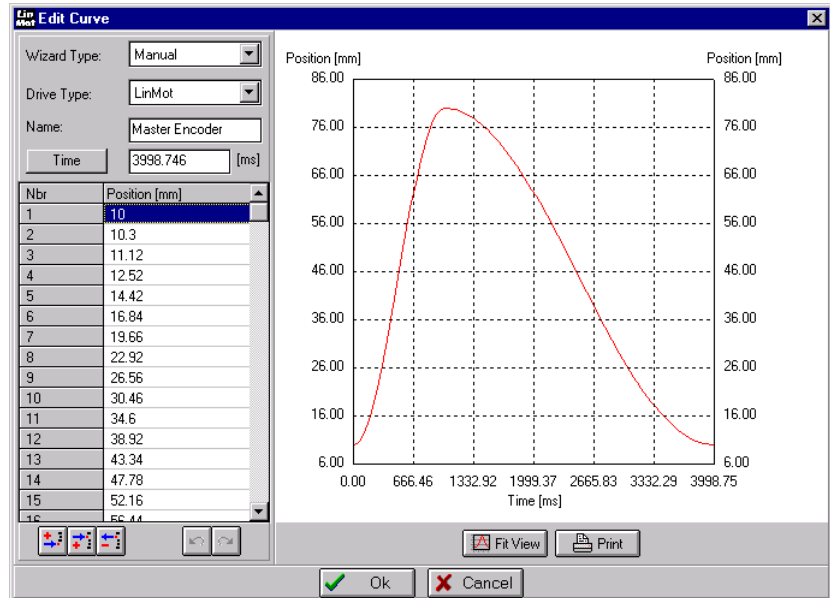 Lin Mot Edit Curve
Wizard Type: Manual
Drive Type: LinMot
Name: Master Encoder
Time 3998.746 [ms]
Nbr Position [mm]
1 10
2 10.3
3 11.12
4 12.52
5 14.42
6 16.84
7 19.66
8 22.92
9 26.56
10 30.46
11 34.6
12 38.92
13 43.34
14 47.78
15 52.16
16 56.44
Position [mm] Position [mm]
86.00 86.00
76.00 76.00
66.00 66.00
56.00 56.00
46.00 46.00
36.00 36.00
26.00 26.00
16.00 16.00
6.00 6.00
0.00 666.46 1332.92 1999.37 2665.83 3332.29 3998.75
Time [ms]
Fit View Print
Ok Cancel